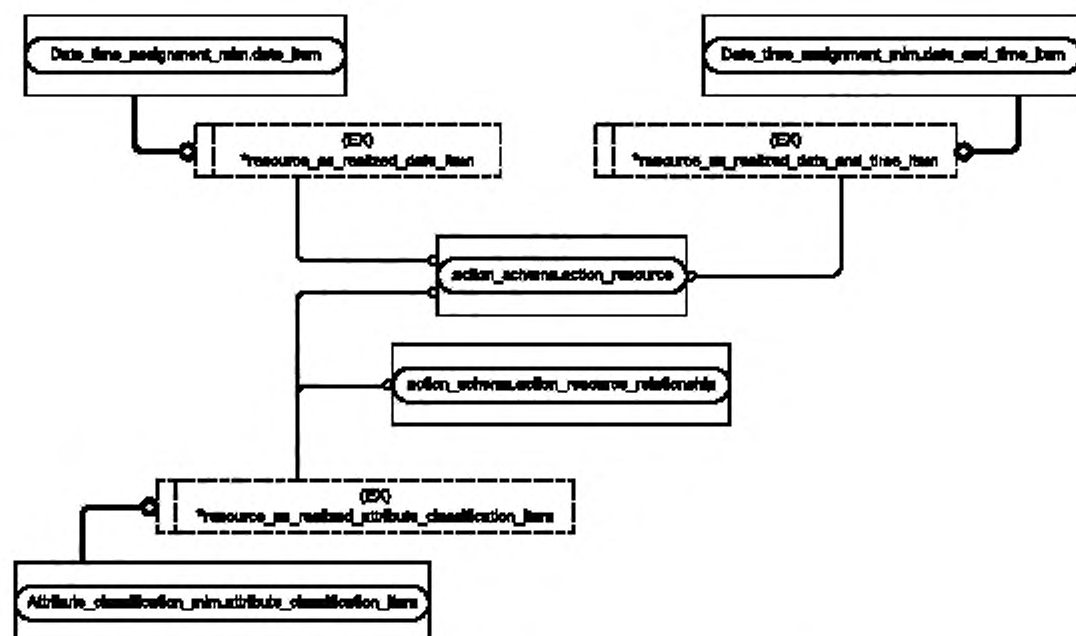 Date_time_assignment_mim.date_item
Date_time_assignment_mim.date_and_time_item
(EX)
*resource_as_realized_date_item
(EX)
*resource_as_realized_date_and_time_item
action_schema.action_resource
action_schema.action_resource_relationship
(EX)
*resource_as_realized_attribute_classification_item
Attribute_classification_mim.attribute_classification_item